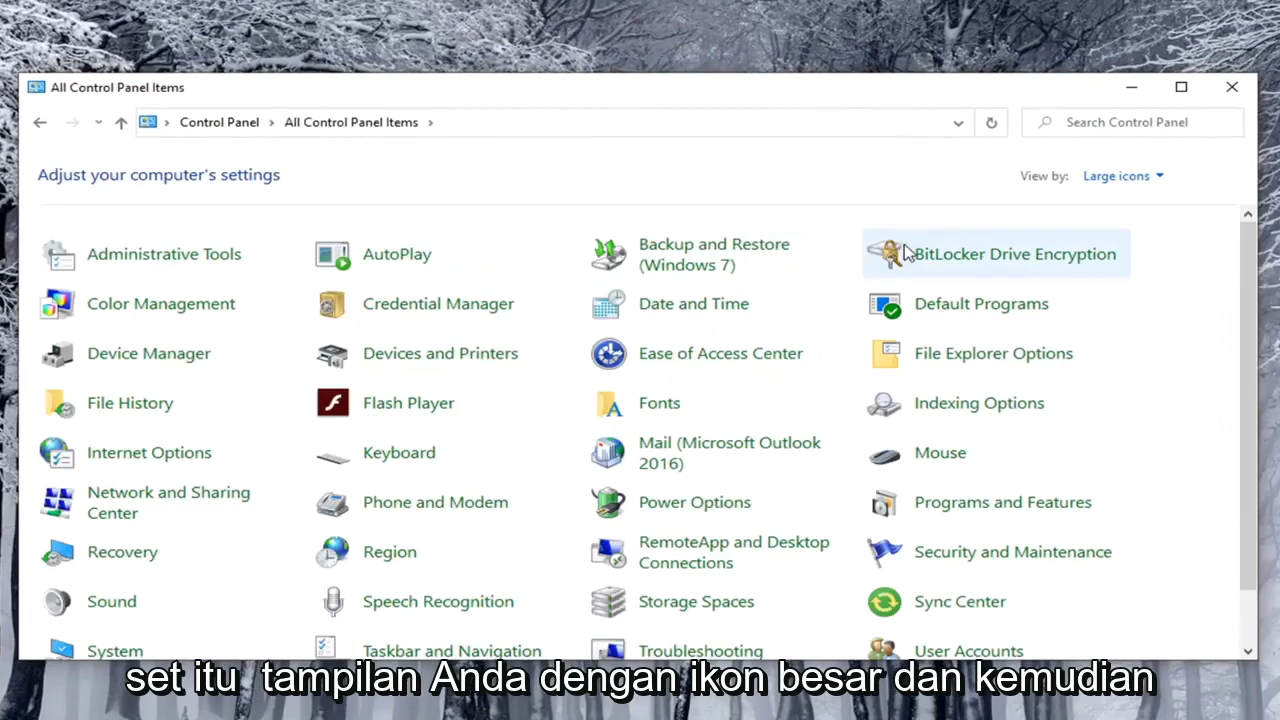 All Control Panel Items
Control Panel › All Control Panel Items ›
Search Control Panel
Adjust your computer's settings
View by: Large icons
Administrative Tools
AutoPlay
Backup and Restore
(Windows 7)
BitLocker Drive Encryption
Color Management
Credential Manager
Date and Time
Default Programs
Device Manager
Devices and Printers
Ease of Access Center
File Explorer Options
File History
Flash Player
Fonts
Indexing Options
Internet Options
Keyboard
Mail (Microsoft Outlook
2016)
Mouse
Network and Sharing
Center
Phone and Modem
Power Options
Programs and Features
Recovery
Region
RemoteApp and Desktop
Connections
Security and Maintenance
Sound
Speech Recognition
Storage Spaces
Sync Center
System
Taskbar and Navigation
Troubleshooting
User Accounts
set itu tampilan Anda dengan ikon besar dan kemudian